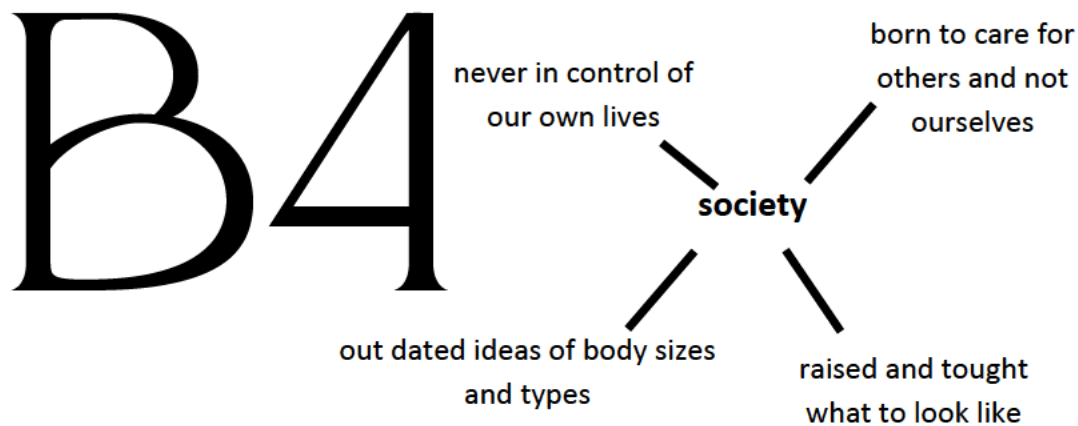 B4
never in control of
our own lives
born to care for
others and not
ourselves
society
out dated ideas of body sizes
and types
raised and tought
what to look like